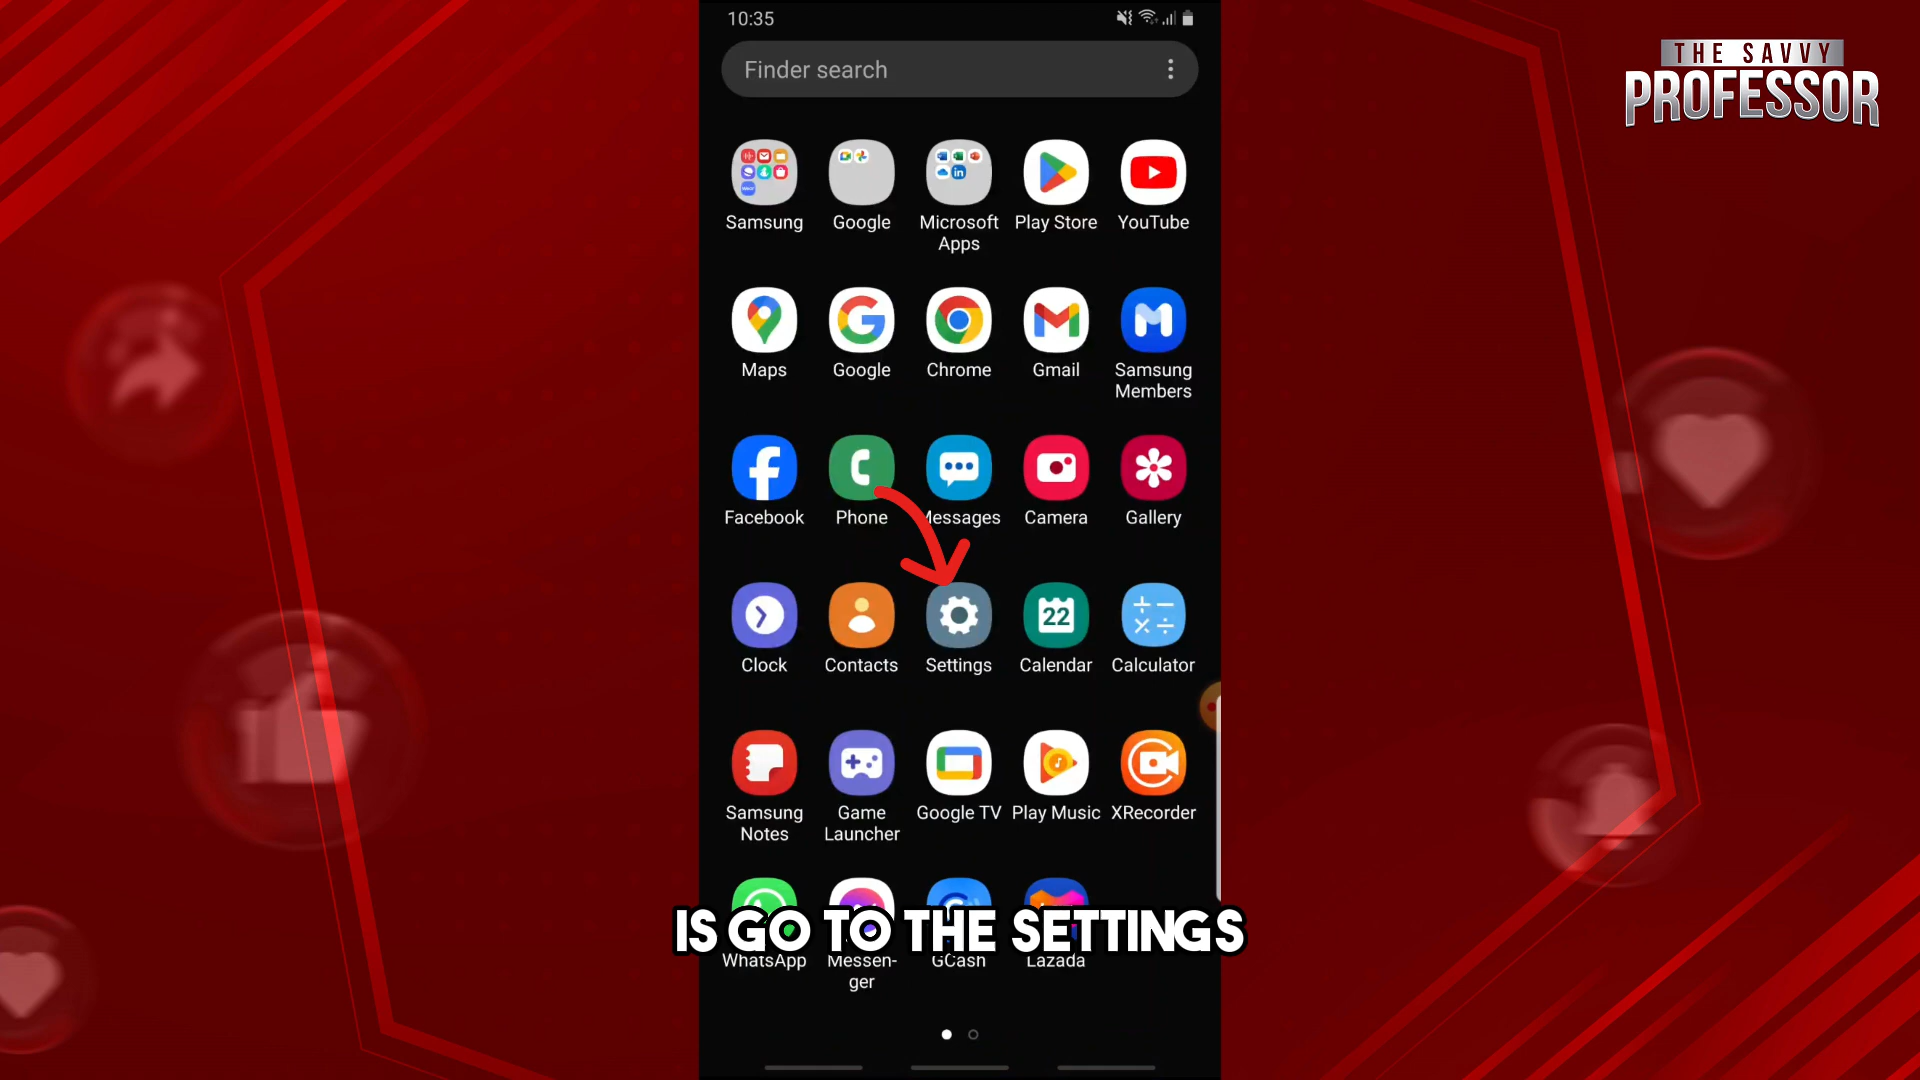 10:35
THE SAVVY
PROFESSOR
Finder search
Samsung
Google
Microsoft
Apps
Play Store
YouTube
Maps
Google
Chrome
Gmail
Samsung
Members
Facebook
Phone
Messages
Camera
Gallery
Clock
Contacts
Settings
22
Calendar
Calculator
Samsung
Notes
Game
Launcher
Google TV
Play Music
XRecorder
IS GO TO THE SETTINGS
WhatsApp
Messen-
ger
GCash
Lazada